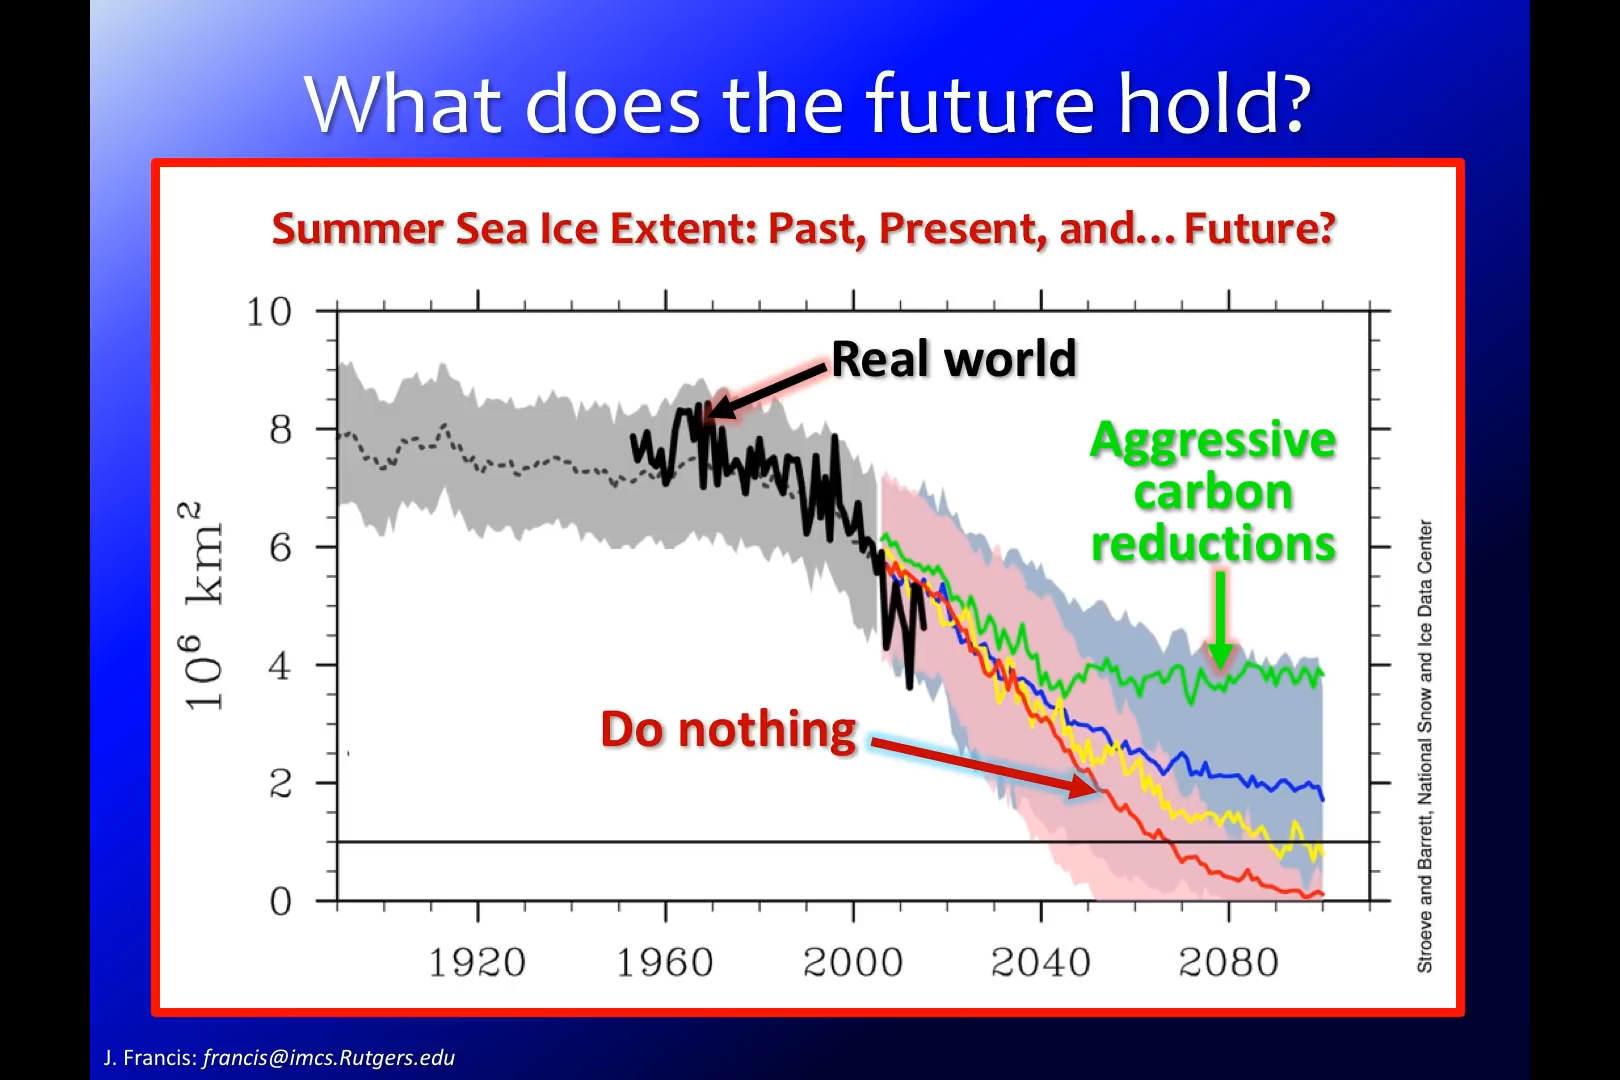 What does the future hold?
Summer Sea Ice Extent: Past, Present, and... Future?
10
8
6
4
2
0
10⁶ km²
Real world
Aggressive
carbon
reductions
Do nothing
1920 1960 2000 2040 2080
Stroeve and Barrett, National Snow and Ice Data Center
J. Francis: francis@imcs.Rutgers.edu